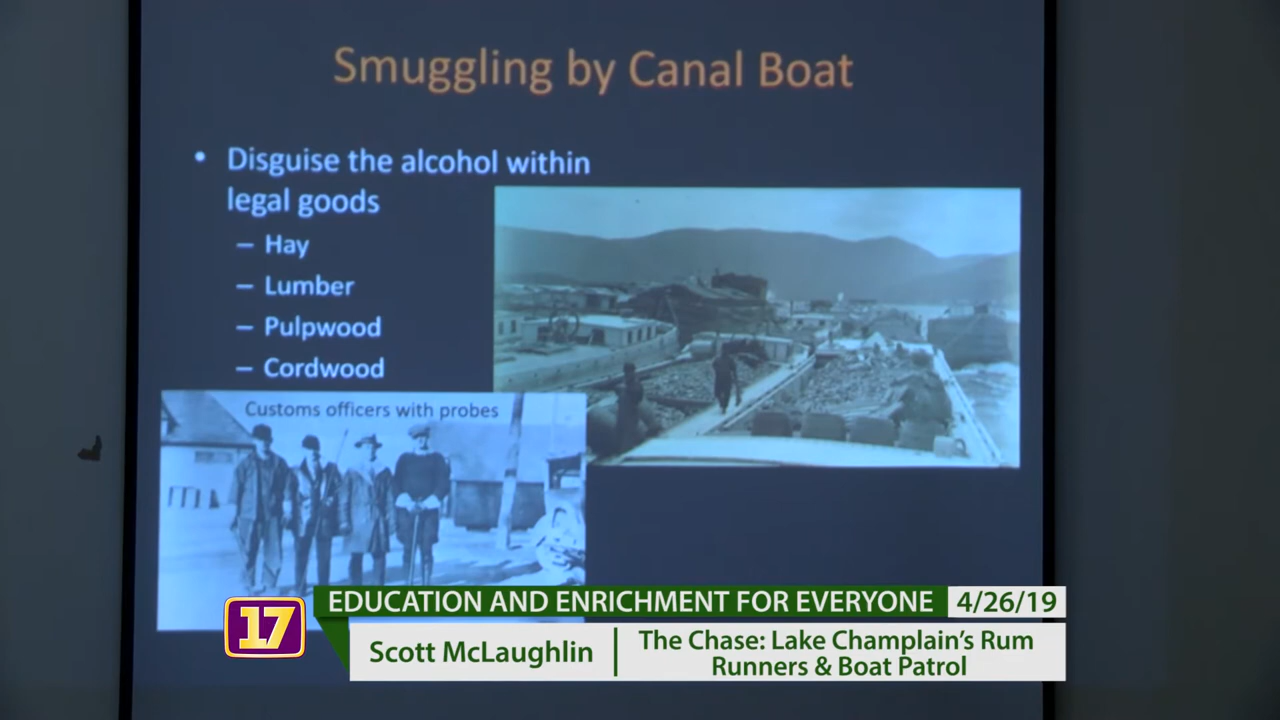 Smuggling by Canal Boat
• Disguise the alcohol within
legal goods
– Hay
– Lumber
– Pulpwood
– Cordwood
Customs officers with probes
17
EDUCATION AND ENRICHMENT FOR EVERYONE
4/26/19
Scott McLaughlin
The Chase: Lake Champlain's Rum
Runners & Boat Patrol